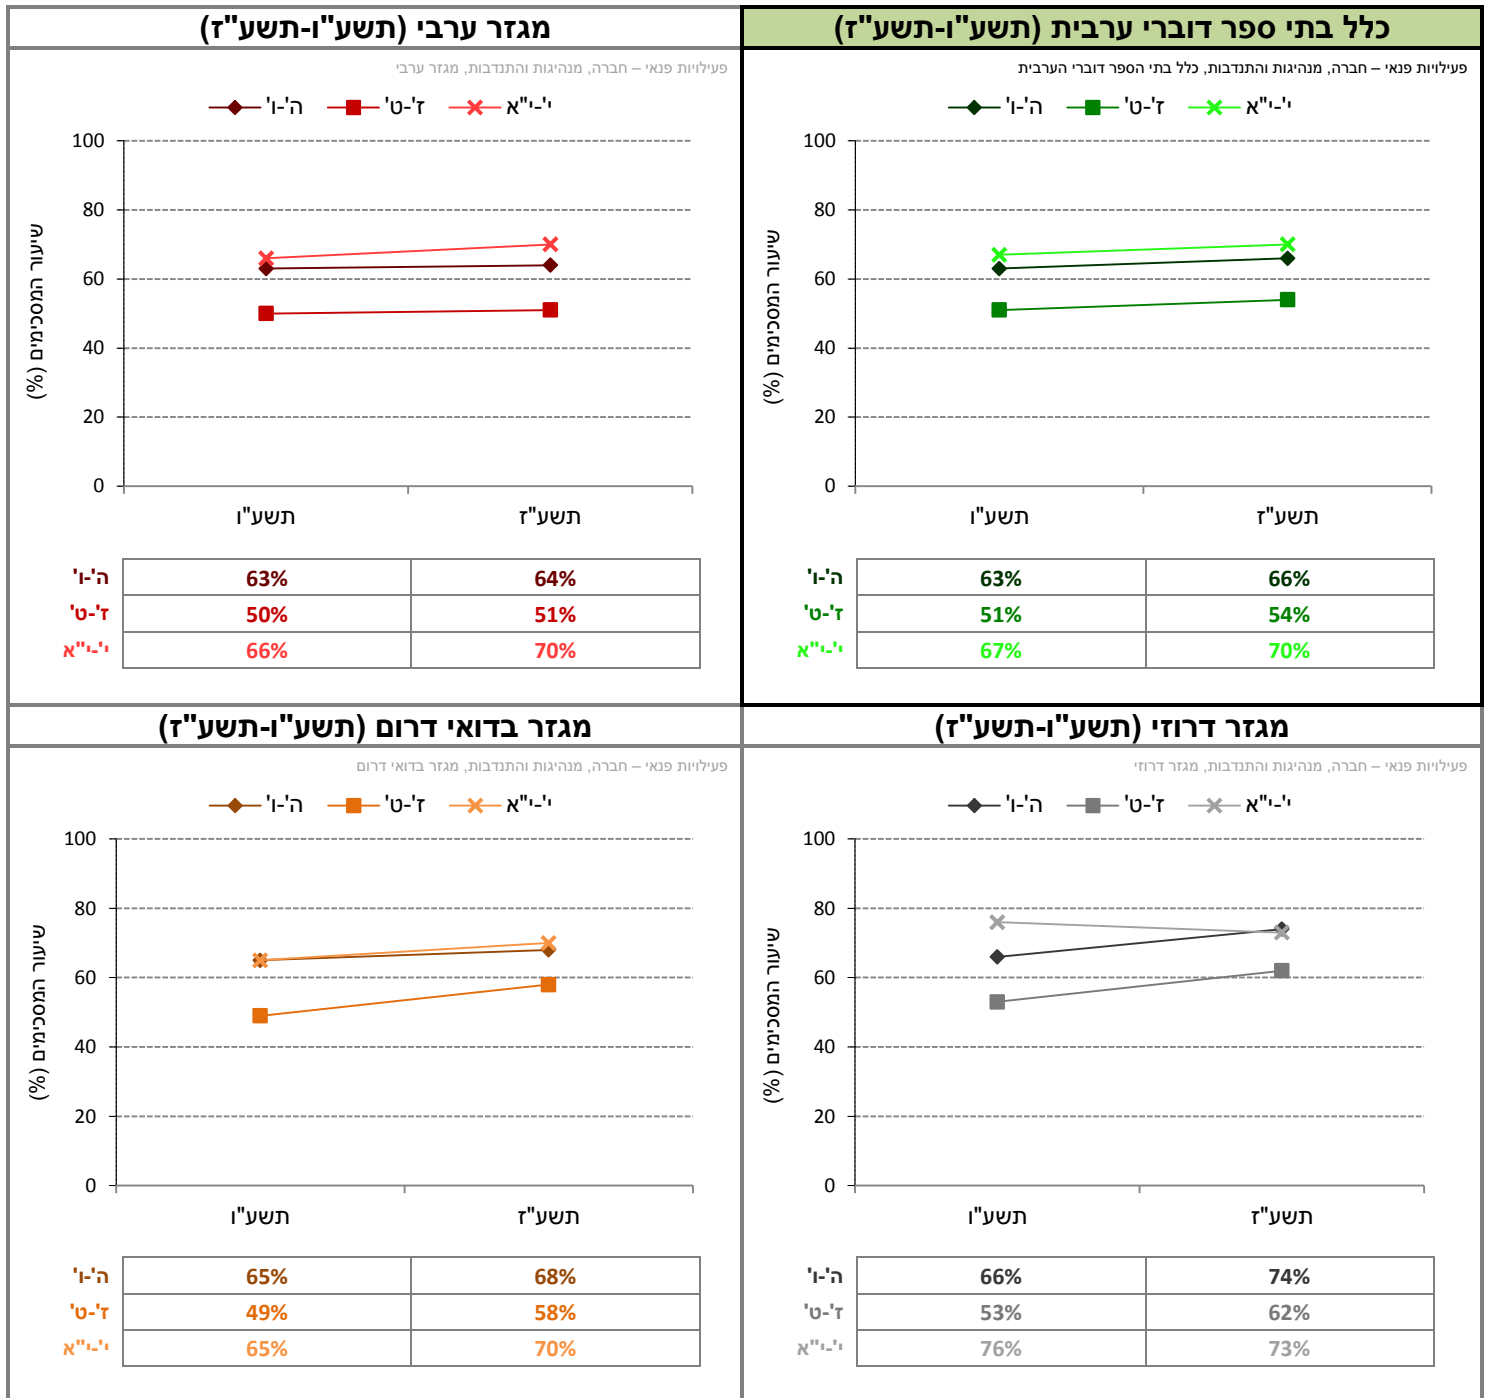 כלל בתי ספר דוברי ערבית (תשע"ו-תשע"ז)
פעילויות פנאי – חברה, מנהיגות והתנדבות, כלל בתי הספר דוברי הערבית
ה'-ו' ז'-ט' י'-י"א
100
80
60
40
20
0
שיעור המסכימים (%)
תשע"ו תשע"ז
ה'-ו' 63% 66%
ז'-ט' 51% 54%
י'-י"א 67% 70%
מגזר ערבי (תשע"ו-תשע"ז)
פעילויות פנאי – חברה, מנהיגות והתנדבות, מגזר ערבי
ה'-ו' ז'-ט' י'-י"א
100
80
60
40
20
0
שיעור המסכימים (%)
תשע"ו תשע"ז
ה'-ו' 63% 64%
ז'-ט' 50% 51%
י'-י"א 66% 70%
מגזר דרוזי (תשע"ו-תשע"ז)
פעילויות פנאי – חברה, מנהיגות והתנדבות, מגזר דרוזי
ה'-ו' ז'-ט' י'-י"א
100
80
60
40
20
0
שיעור המסכימים (%)
תשע"ו תשע"ז
ה'-ו' 66% 74%
ז'-ט' 53% 62%
י'-י"א 76% 73%
מגזר בדואי דרום (תשע"ו-תשע"ז)
פעילויות פנאי – חברה, מנהיגות והתנדבות, מגזר בדואי דרום
ה'-ו' ז'-ט' י'-י"א
100
80
60
40
20
0
שיעור המסכימים (%)
תשע"ו תשע"ז
ה'-ו' 65% 68%
ז'-ט' 49% 58%
י'-י"א 65% 70%